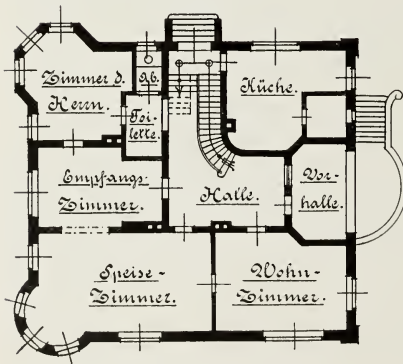 Zimmer d.
Herrn.
Ab.
Toi-
lette
Küche.
Empfangs
Zimmer.
Halle.
Vor-
halle.
Speise-
Zimmer.
Wohn-
Zimmer.